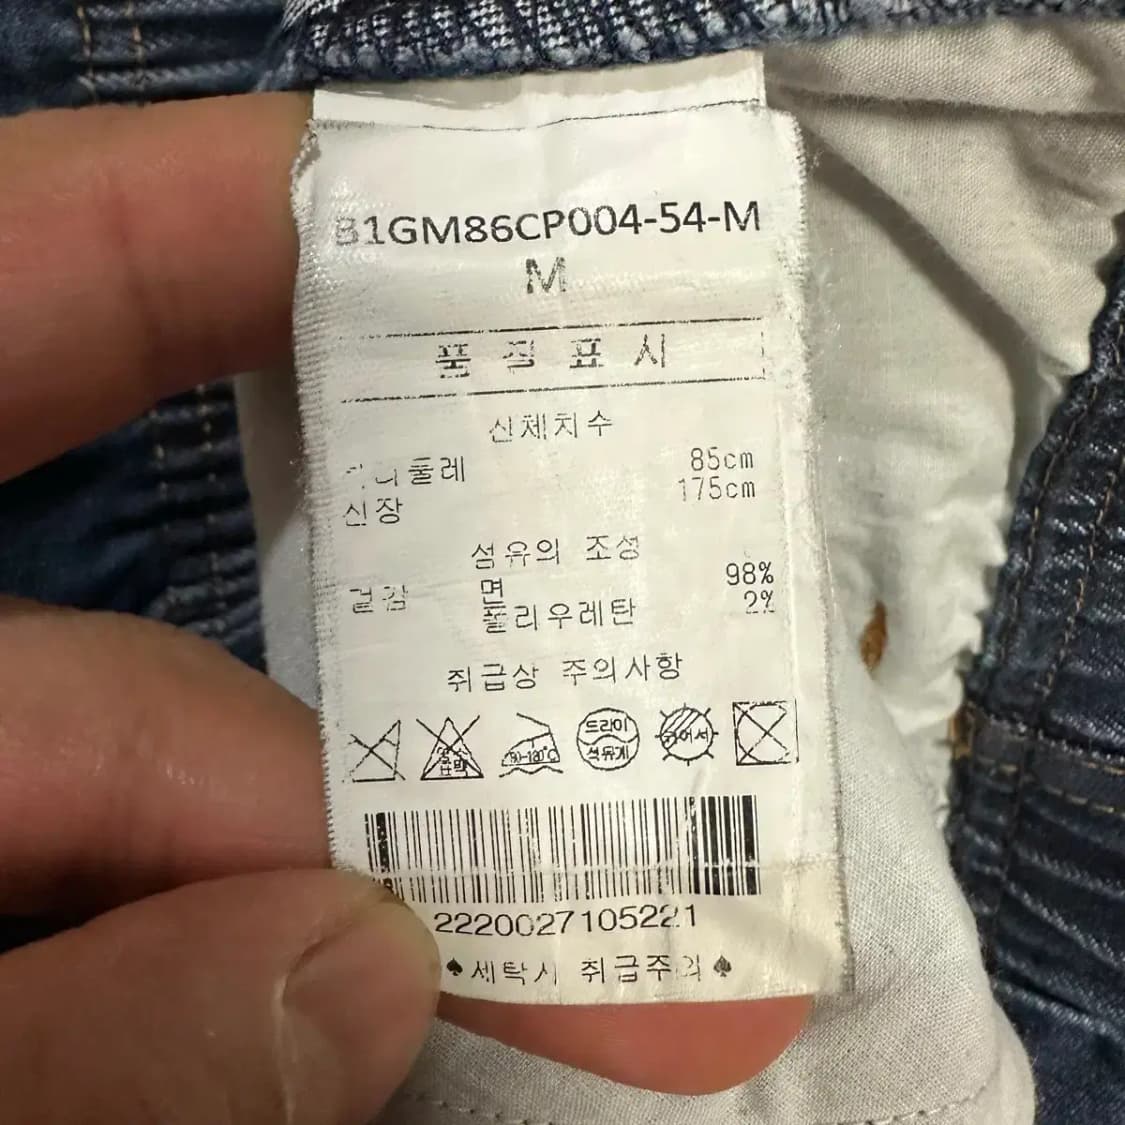 B1GM86CP004-54-M
M
품 질 표 시
신체치수
허리둘레 85cm
신장 175cm
섬유의 조성
겉감 면 98%
폴리우레탄 2%
취급상 주의사항
드라이
석유계
2220027105221
♠세탁시 취급주의♠